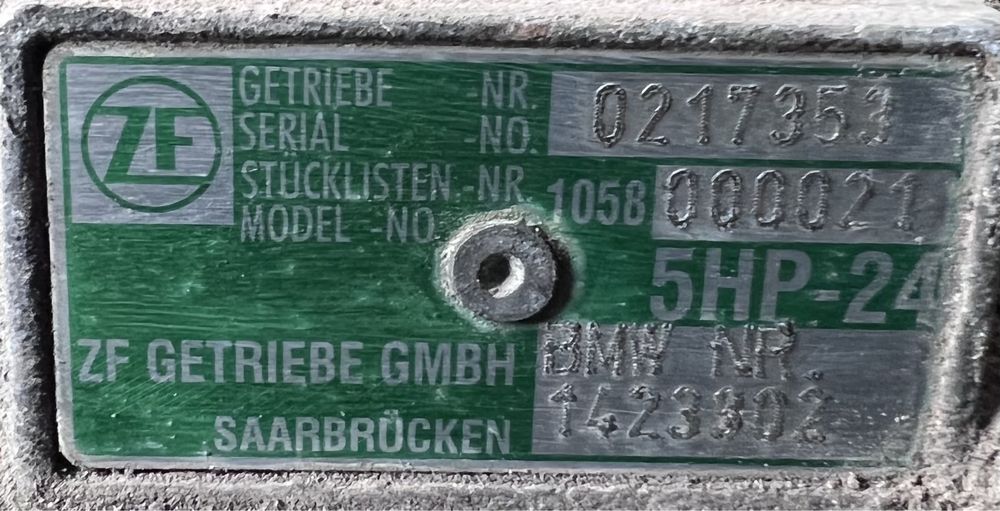 ZF
GETRIEBE -NR. 0217353
SERIAL -NO.
STÜCKLISTEN.-NR. 1058 000021
MODEL -NO.
5HP-24
ZF GETRIEBE GMBH BMW NR.
SAARBRÜCKEN 1423302